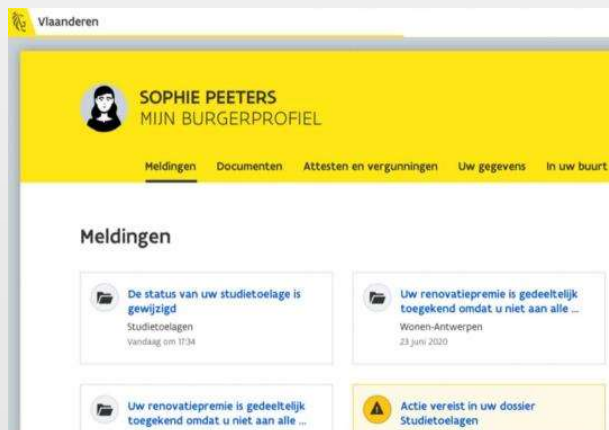 Vlaanderen
SOPHIE PEETERS
MIJN BURGERPROFIEL
Meldingen Documenten Attesten en vergunningen Uw gegevens In uw buurt
Meldingen
De status van uw studietoelage is
gewijzigd
Studietoelagen
Vandaag om 17:34
Uw renovatiepremie is gedeeltelijk
toegekend omdat u niet aan alle ...
Wonen-Antwerpen
23 juni 2020
Uw renovatiepremie is gedeeltelijk
toegekend omdat u niet aan alle ...
Actie vereist in uw dossier
Studietoelagen